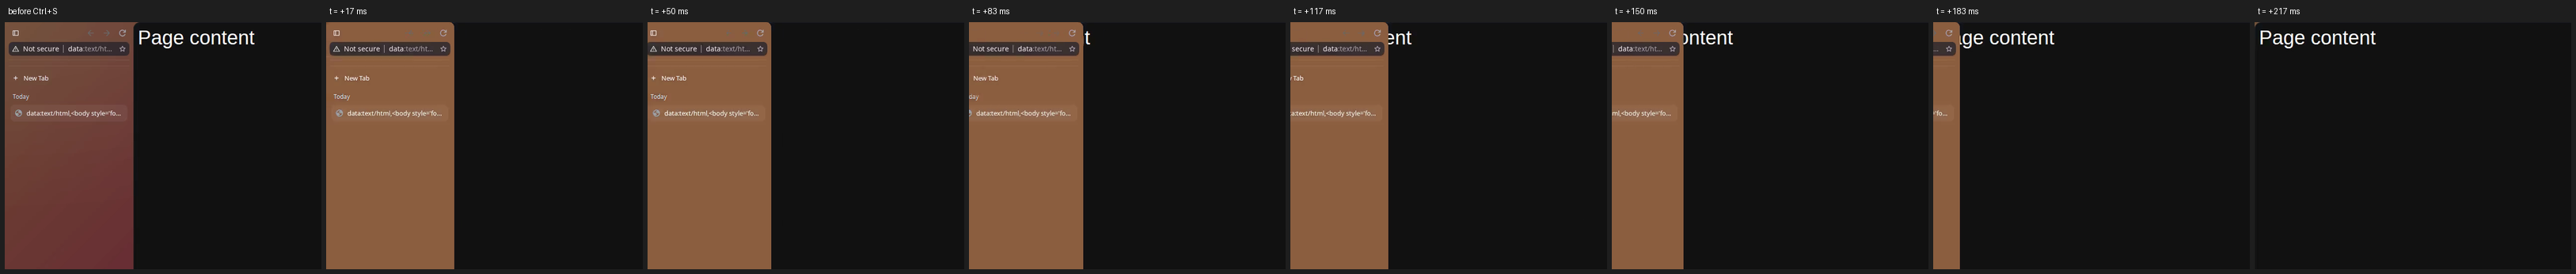 before Ctrl+S
Not secure | data:text/ht...
New Tab
Today
data:text/html,<body style='fo...
Page content
t = +17 ms
Not secure | data:text/ht...
New Tab
Today
data:text/html,<body style='fo...
t = +50 ms
Not secure | data:text/ht...
New Tab
Today
data:text/html,<body style='fo...
t = +83 ms
Not secure | data:text/ht...
New Tab
day
data:text/html,<body style='fo...
t
t = +117 ms
secure | data:text/ht...
Tab
ta:text/html,<body style='fo...
ent
t = +150 ms
data:text/ht...
ml,<body style='fo...
ontent
t = +183 ms
...
'fo...
age content
t = +217 ms
Page content